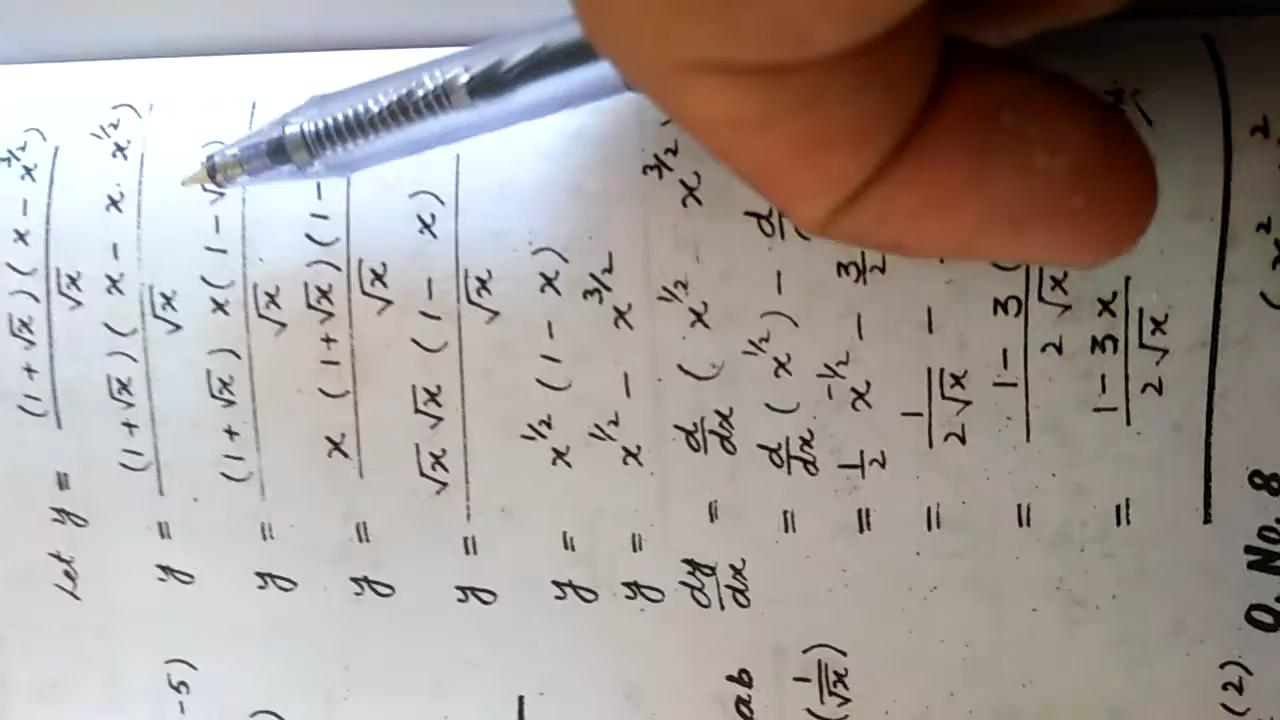 Let y = (1 + √x) (x - x^3/2) / √x
y = (1 + √x) (x - x. x^1/2) / √x
y = (1 + √x) x (1 - √ / √x
y = x (1 + √x) (1 - / √x
y = √x √x (1 - x) / √x
y = x^1/2 (1 - x)
y = x^1/2 - x^3/2
dy/dx = d/dx (x^1/2 - x^3/2)
= d/dx (x^1/2) - d
= 1/2 x^-1/2 - 3/2
= 1/2√x -
= 1 - 3 ( / 2 √x
= 1 - 3 x / 2 √x
-5)
)
ab
(1/√x)
(2) Q. No. 8